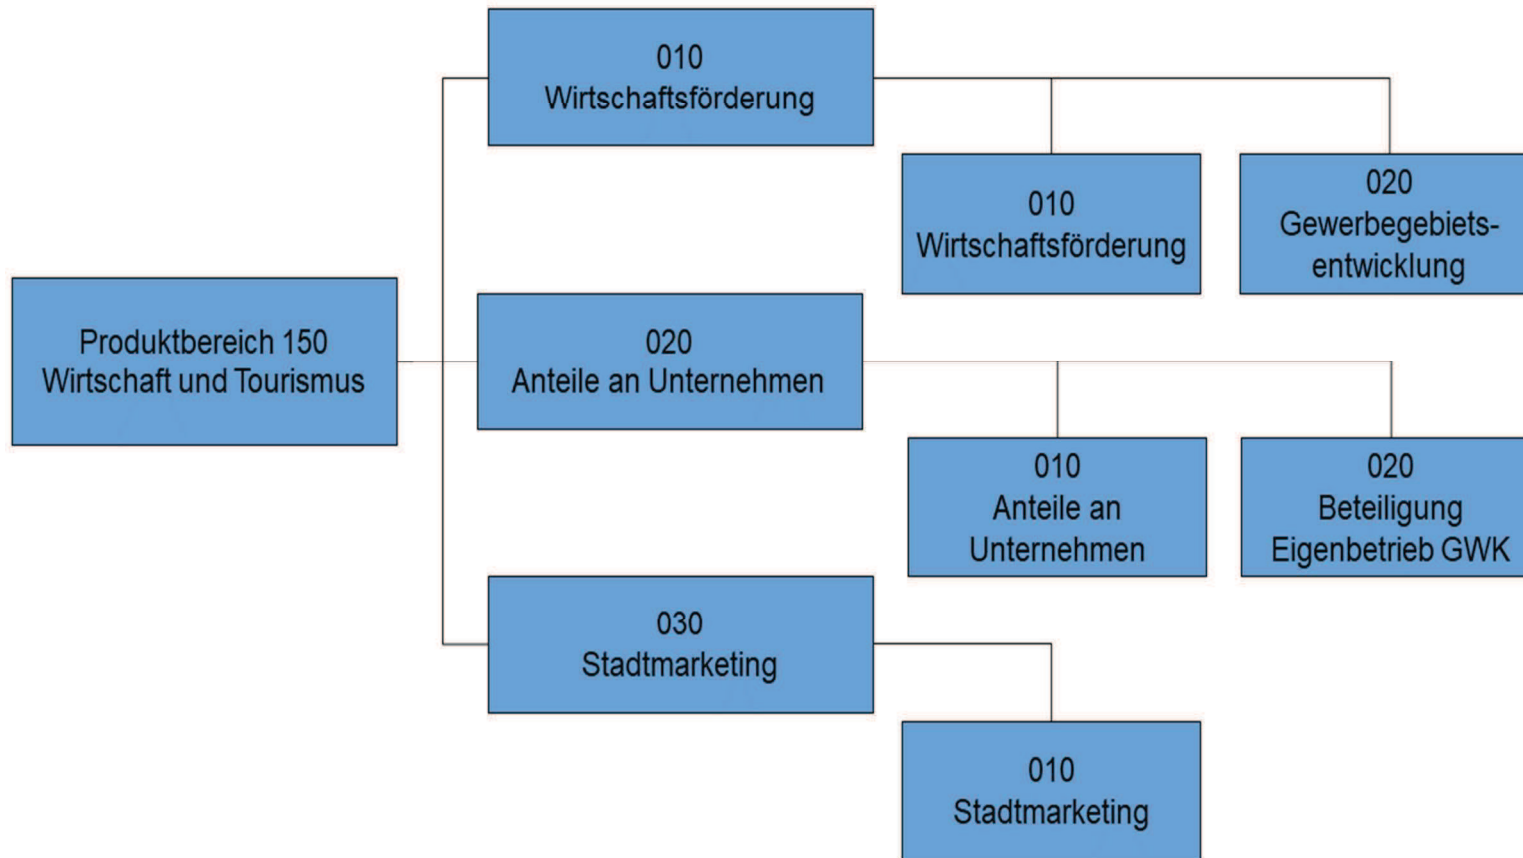 010
Wirtschaftsförderung
010
Wirtschaftsförderung
020
Gewerbegebiets-
entwicklung
Produktbereich 150
Wirtschaft und Tourismus
020
Anteile an Unternehmen
010
Anteile an
Unternehmen
020
Beteiligung
Eigenbetrieb GWK
030
Stadtmarketing
010
Stadtmarketing